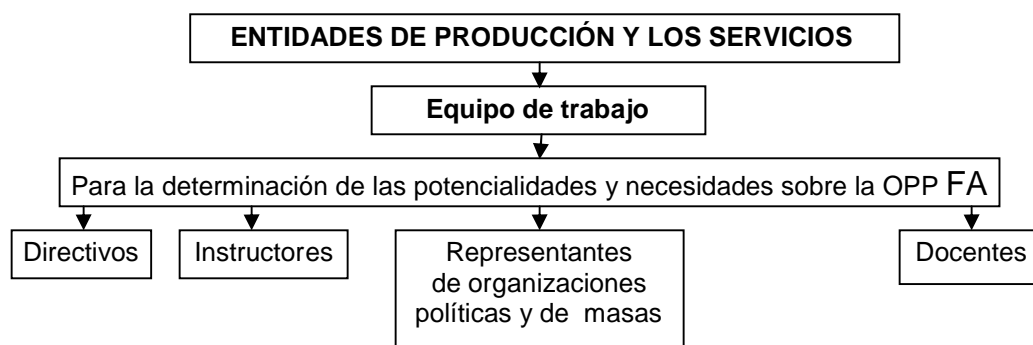 ENTIDADES DE PRODUCCIÓN Y LOS SERVICIOS
Equipo de trabajo
Para la determinación de las potencialidades y necesidades sobre la OPP FA
Directivos
Instructores
Representantes
de organizaciones
políticas y de masas
Docentes